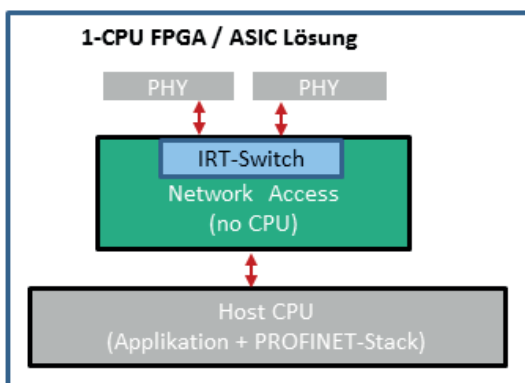 1-CPU FPGA / ASIC Lösung
PHY
PHY
IRT-Switch
Network Access
(no CPU)
Host CPU
(Applikation + PROFINET-Stack)